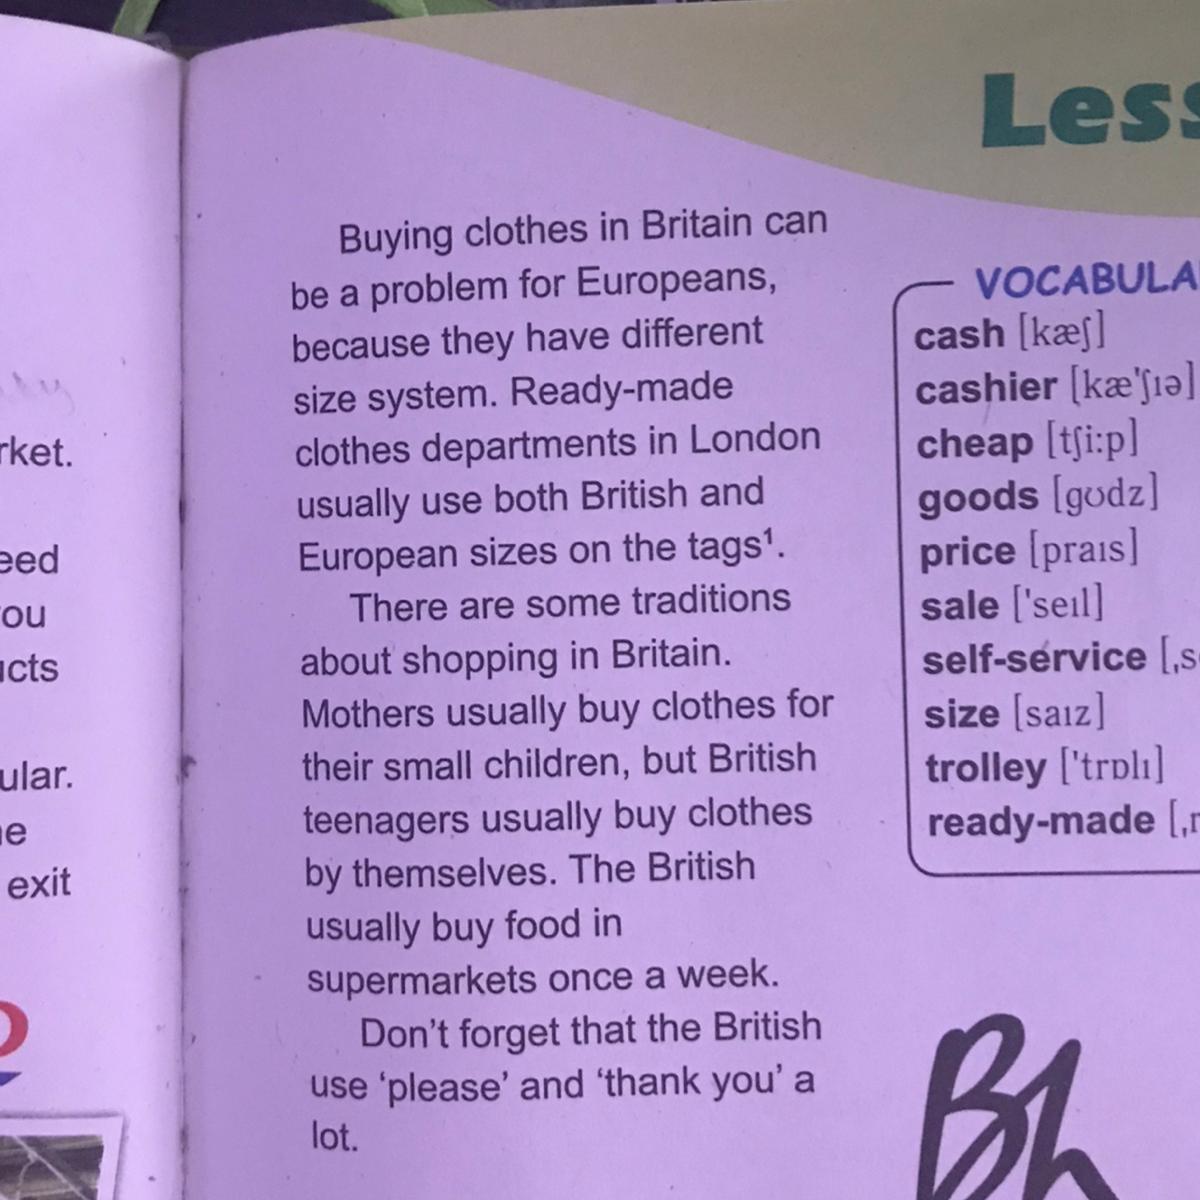 rket.
eed
ou
ucts
ular.
exit
Buying clothes in Britain can
be a problem for Europeans,
because they have different
size system. Ready-made
clothes departments in London
usually use both British and
European sizes on the tags¹.
There are some traditions
about shopping in Britain.
Mothers usually buy clothes for
their small children, but British
teenagers usually buy clothes
by themselves. The British
usually buy food in
supermarkets once a week.
Don't forget that the British
use 'please' and 'thank you' a
lot.
Less
VOCABULA
cash [kæʃ]
cashier [kæ'ʃɪə]
cheap [tʃi:p]
goods [gʊdz]
price [praɪs]
sale ['seɪl]
self-service [,s
size [saɪz]
trolley ['trɒlɪ]
ready-made [,r